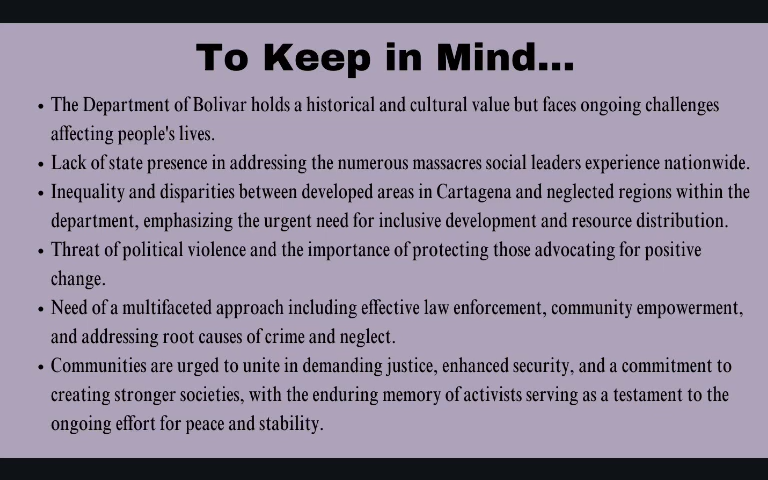 To Keep in Mind...
• The Department of Bolivar holds a historical and cultural value but faces ongoing challenges
affecting people's lives.
• Lack of state presence in addressing the numerous massacres social leaders experience nationwide.
• Inequality and disparities between developed areas in Cartagena and neglected regions within the
department, emphasizing the urgent need for inclusive development and resource distribution.
• Threat of political violence and the importance of protecting those advocating for positive
change.
• Need of a multifaceted approach including effective law enforcement, community empowerment,
and addressing root causes of crime and neglect.
• Communities are urged to unite in demanding justice, enhanced security, and a commitment to
creating stronger societies, with the enduring memory of activists serving as a testament to the
ongoing effort for peace and stability.